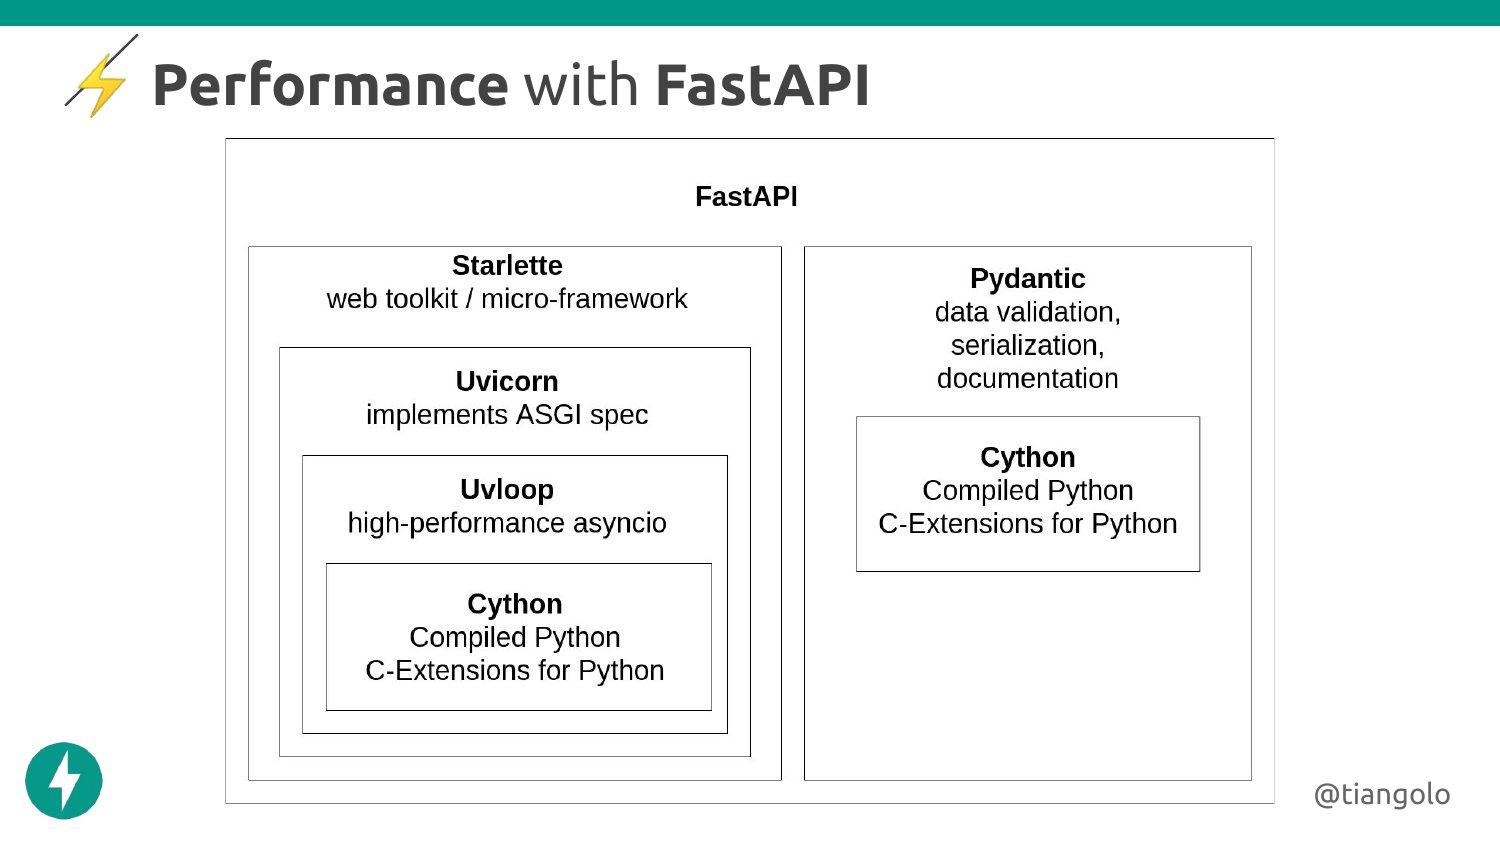 Performance with FastAPI
FastAPI
Starlette
web toolkit / micro-framework
Uvicorn
implements ASGI spec
Uvloop
high-performance asyncio
Cython
Compiled Python
C-Extensions for Python
Pydantic
data validation,
serialization,
documentation
Cython
Compiled Python
C-Extensions for Python
@tiangolo